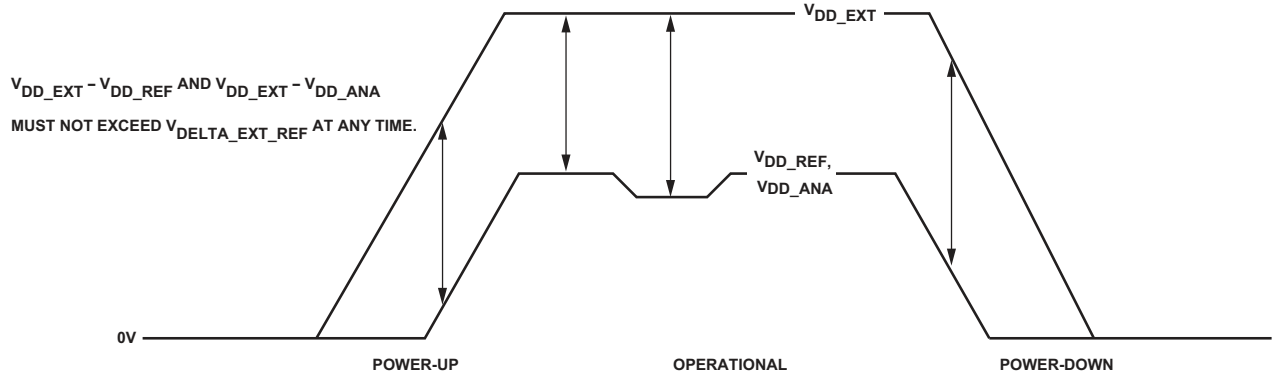 VDD_EXT
VDD_EXT – VDD_REF AND VDD_EXT – VDD_ANA
MUST NOT EXCEED VDELTA_EXT_REF AT ANY TIME.
VDD_REF,
VDD_ANA
0V
POWER-UP
OPERATIONAL
POWER-DOWN